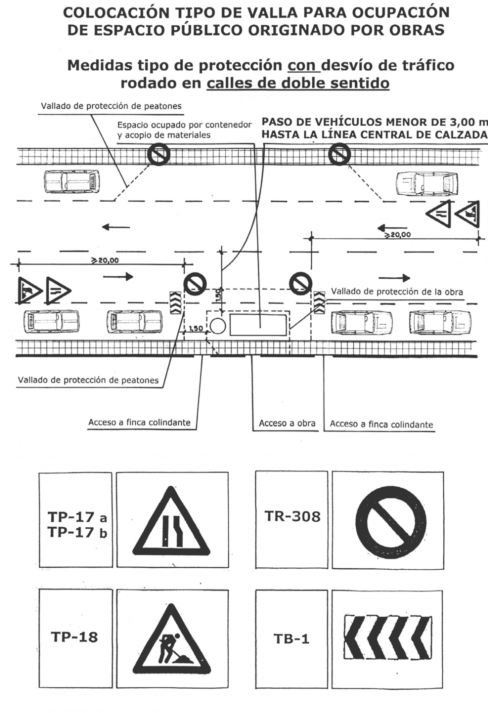 COLOCACIÓN TIPO DE VALLA PARA OCUPACIÓN
DE ESPACIO PÚBLICO ORIGINADO POR OBRAS
Medidas tipo de protección con desvío de tráfico
rodado en calles de doble sentido
Vallado de protección de peatones
Espacio ocupado por contenedor
y acopio de materiales
PASO DE VEHÍCULOS MENOR DE 3,00 m
HASTA LA LÍNEA CENTRAL DE CALZADA
≥20,00
≥20,00
Vallado de protección de la obra
1,50
1,50
Vallado de protección de peatones
Acceso a finca colindante
Acceso a obra
Acceso a finca colindante
TP-17 a
TP-17 b
TR-308
TP-18
TB-1